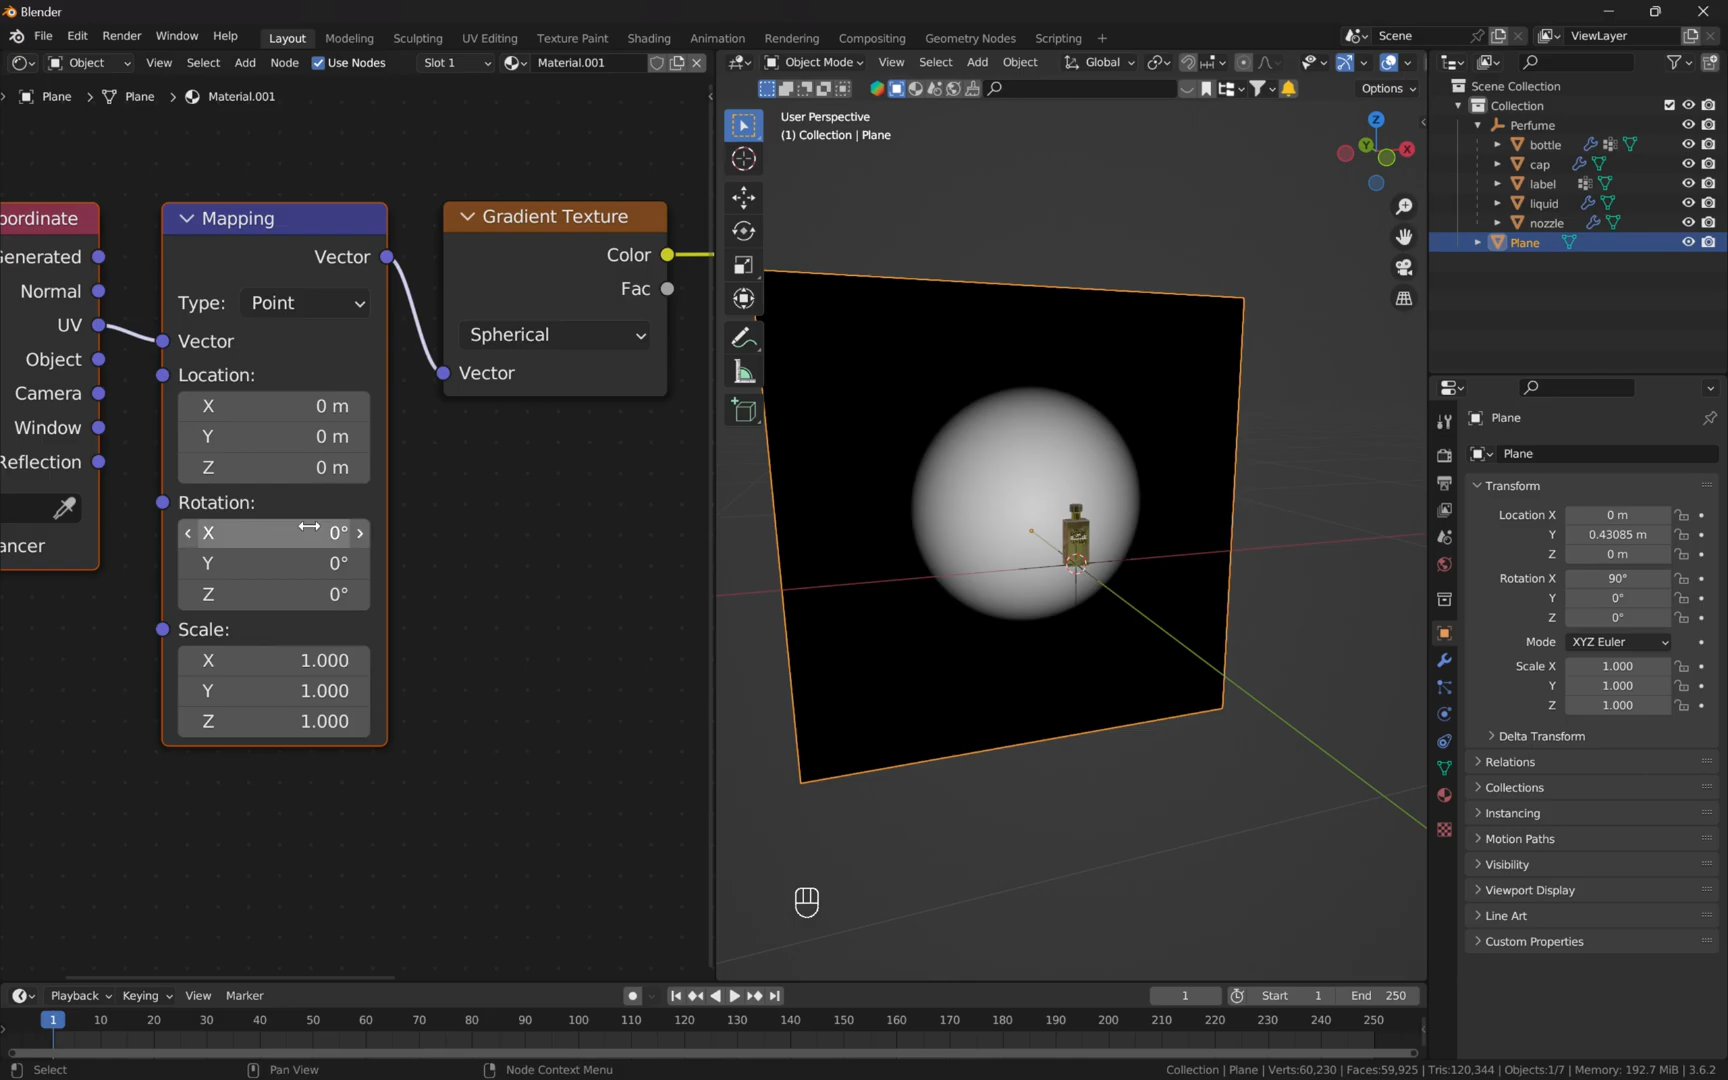 Blender
File Edit Render Window Help Layout Modeling Sculpting UV Editing Texture Paint Shading Animation Rendering Compositing Geometry Nodes Scripting + Scene ViewLayer
Object View Select Add Node Use Nodes Slot 1 Material.001 Object Mode View Select Add Object Global
Options
Plane Plane Material.001
User Perspective
(1) Collection | Plane
Scene Collection
Collection
Perfume
bottle
cap
label
liquid
nozzle
Plane
Z
Y
X
oordinate
Generated
Normal
UV
Object
Camera
Window
Reflection
ancer
Mapping
Vector
Type: Point
Vector
Location:
X 0 m
Y 0 m
Z 0 m
Rotation:
X 0°
Y 0°
Z 0°
Scale:
X 1.000
Y 1.000
Z 1.000
Gradient Texture
Color
Fac
Spherical
Vector
Plane
Plane
Transform
Location X 0 m
Y 0.43085 m
Z 0 m
Rotation X 90°
Y 0°
Z 0°
Mode XYZ Euler
Scale X 1.000
Y 1.000
Z 1.000
Delta Transform
Relations
Collections
Instancing
Motion Paths
Visibility
Viewport Display
Line Art
Custom Properties
Playback Keying View Marker 1 Start 1 End 250
1 10 20 30 40 50 60 70 80 90 100 110 120 130 140 150 160 170 180 190 200 210 220 230 240 250
Select Pan View Node Context Menu Collection | Plane | Verts:60,230 | Faces:59,925 | Tris:120,344 | Objects:1/7 | Memory: 192.7 MiB | 3.6.2